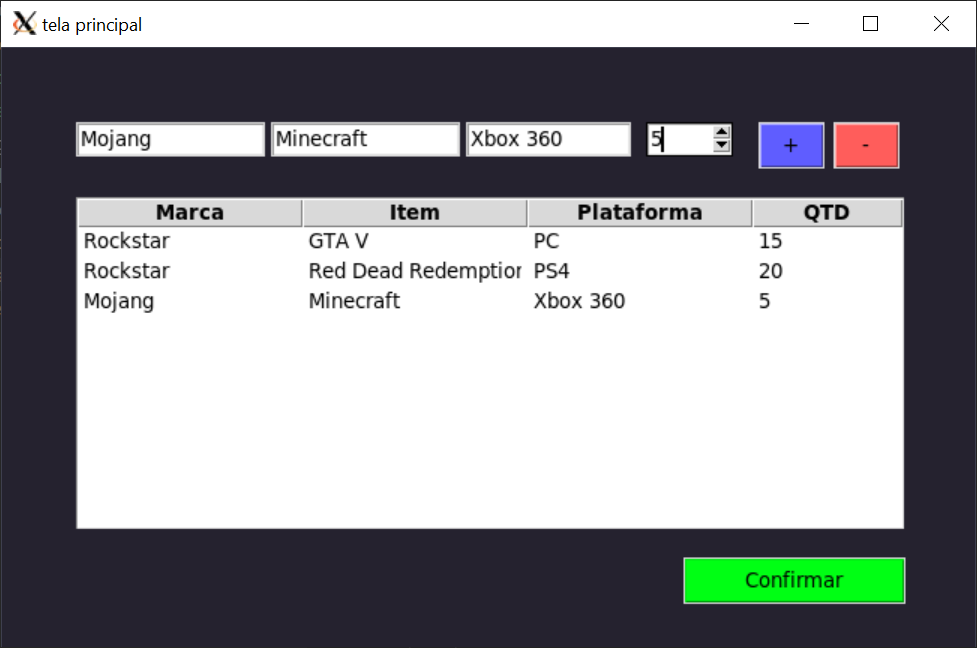 tela principal
Mojang Minecraft Xbox 360 5 + -
Marca Item Plataforma QTD
Rockstar GTA V PC 15
Rockstar Red Dead Redemption PS4 20
Mojang Minecraft Xbox 360 5
Confirmar